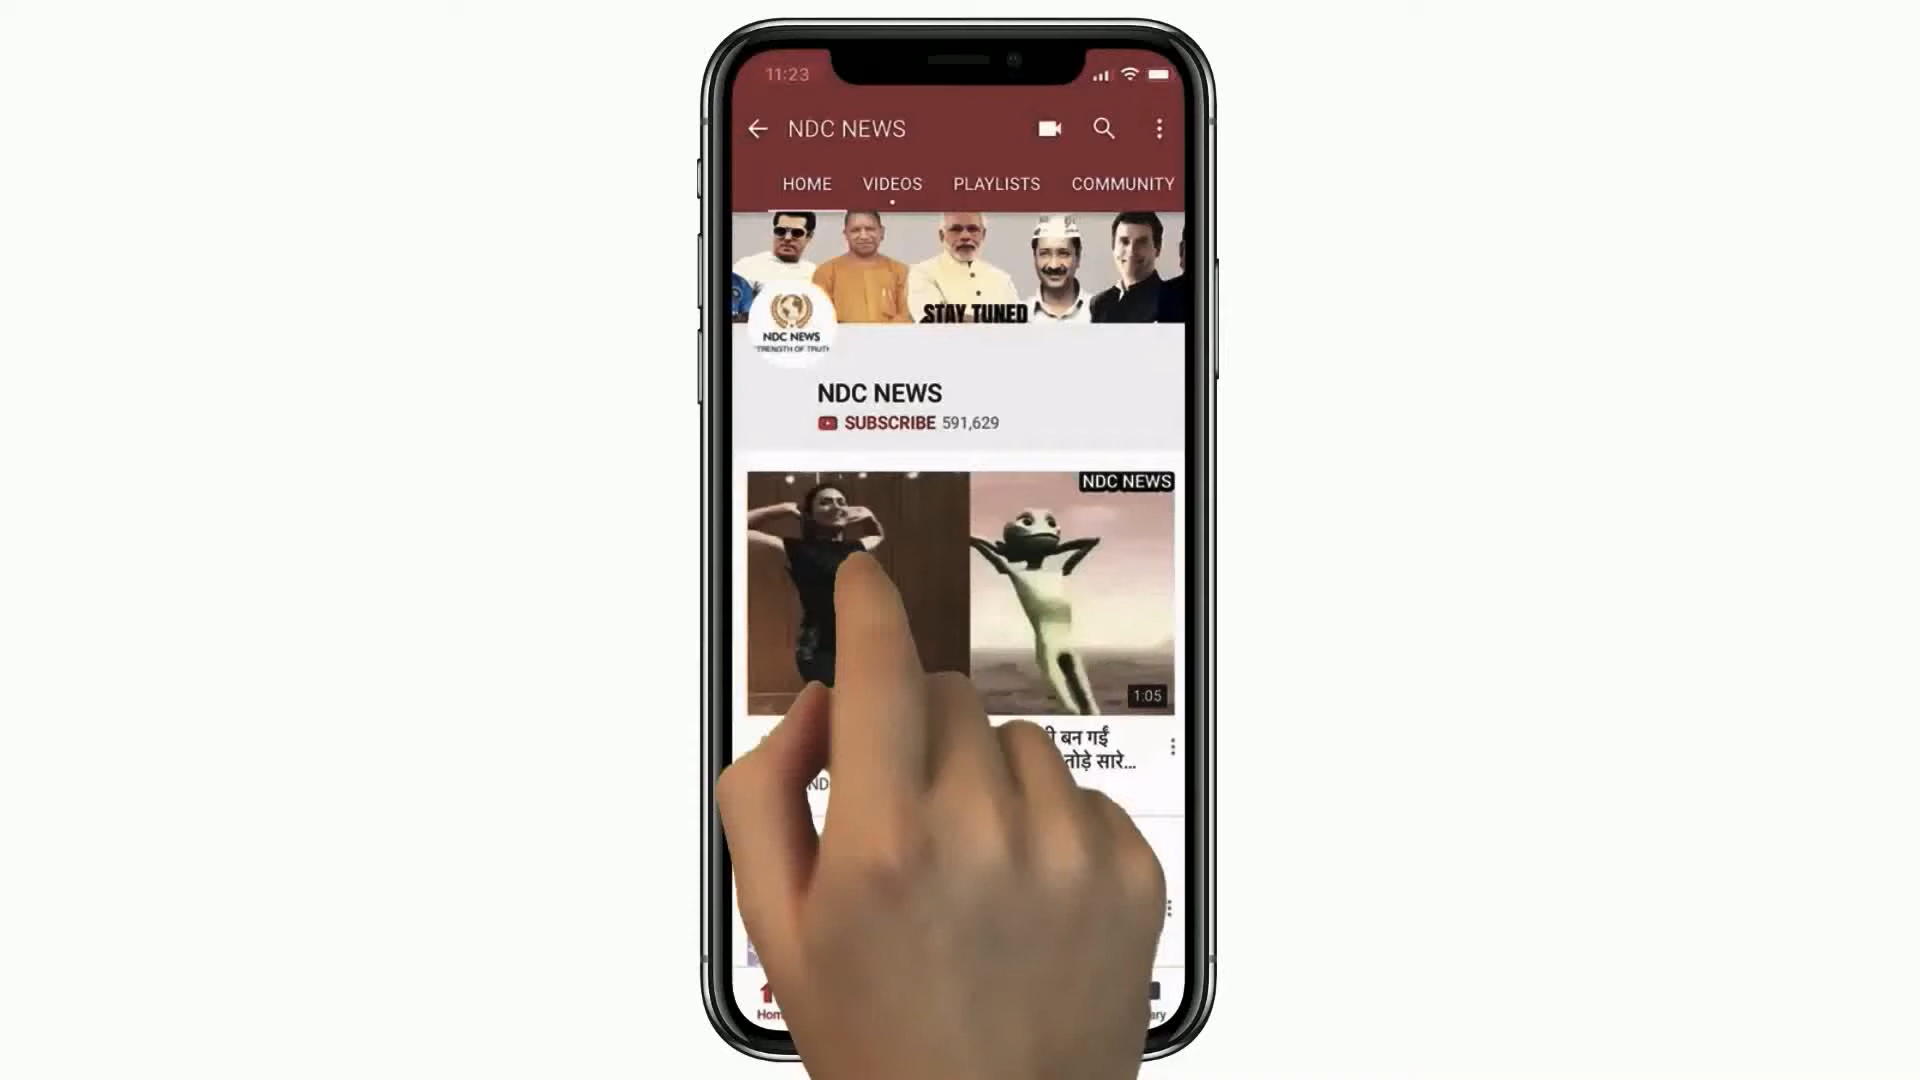 11:23
NDC NEWS
HOME VIDEOS PLAYLISTS COMMUNITY
STAY TUNED
NDC NEWS
NDC NEWS
SUBSCRIBE 591,629
NDC NEWS
1:05
बन गईं
तोड़े सारे...